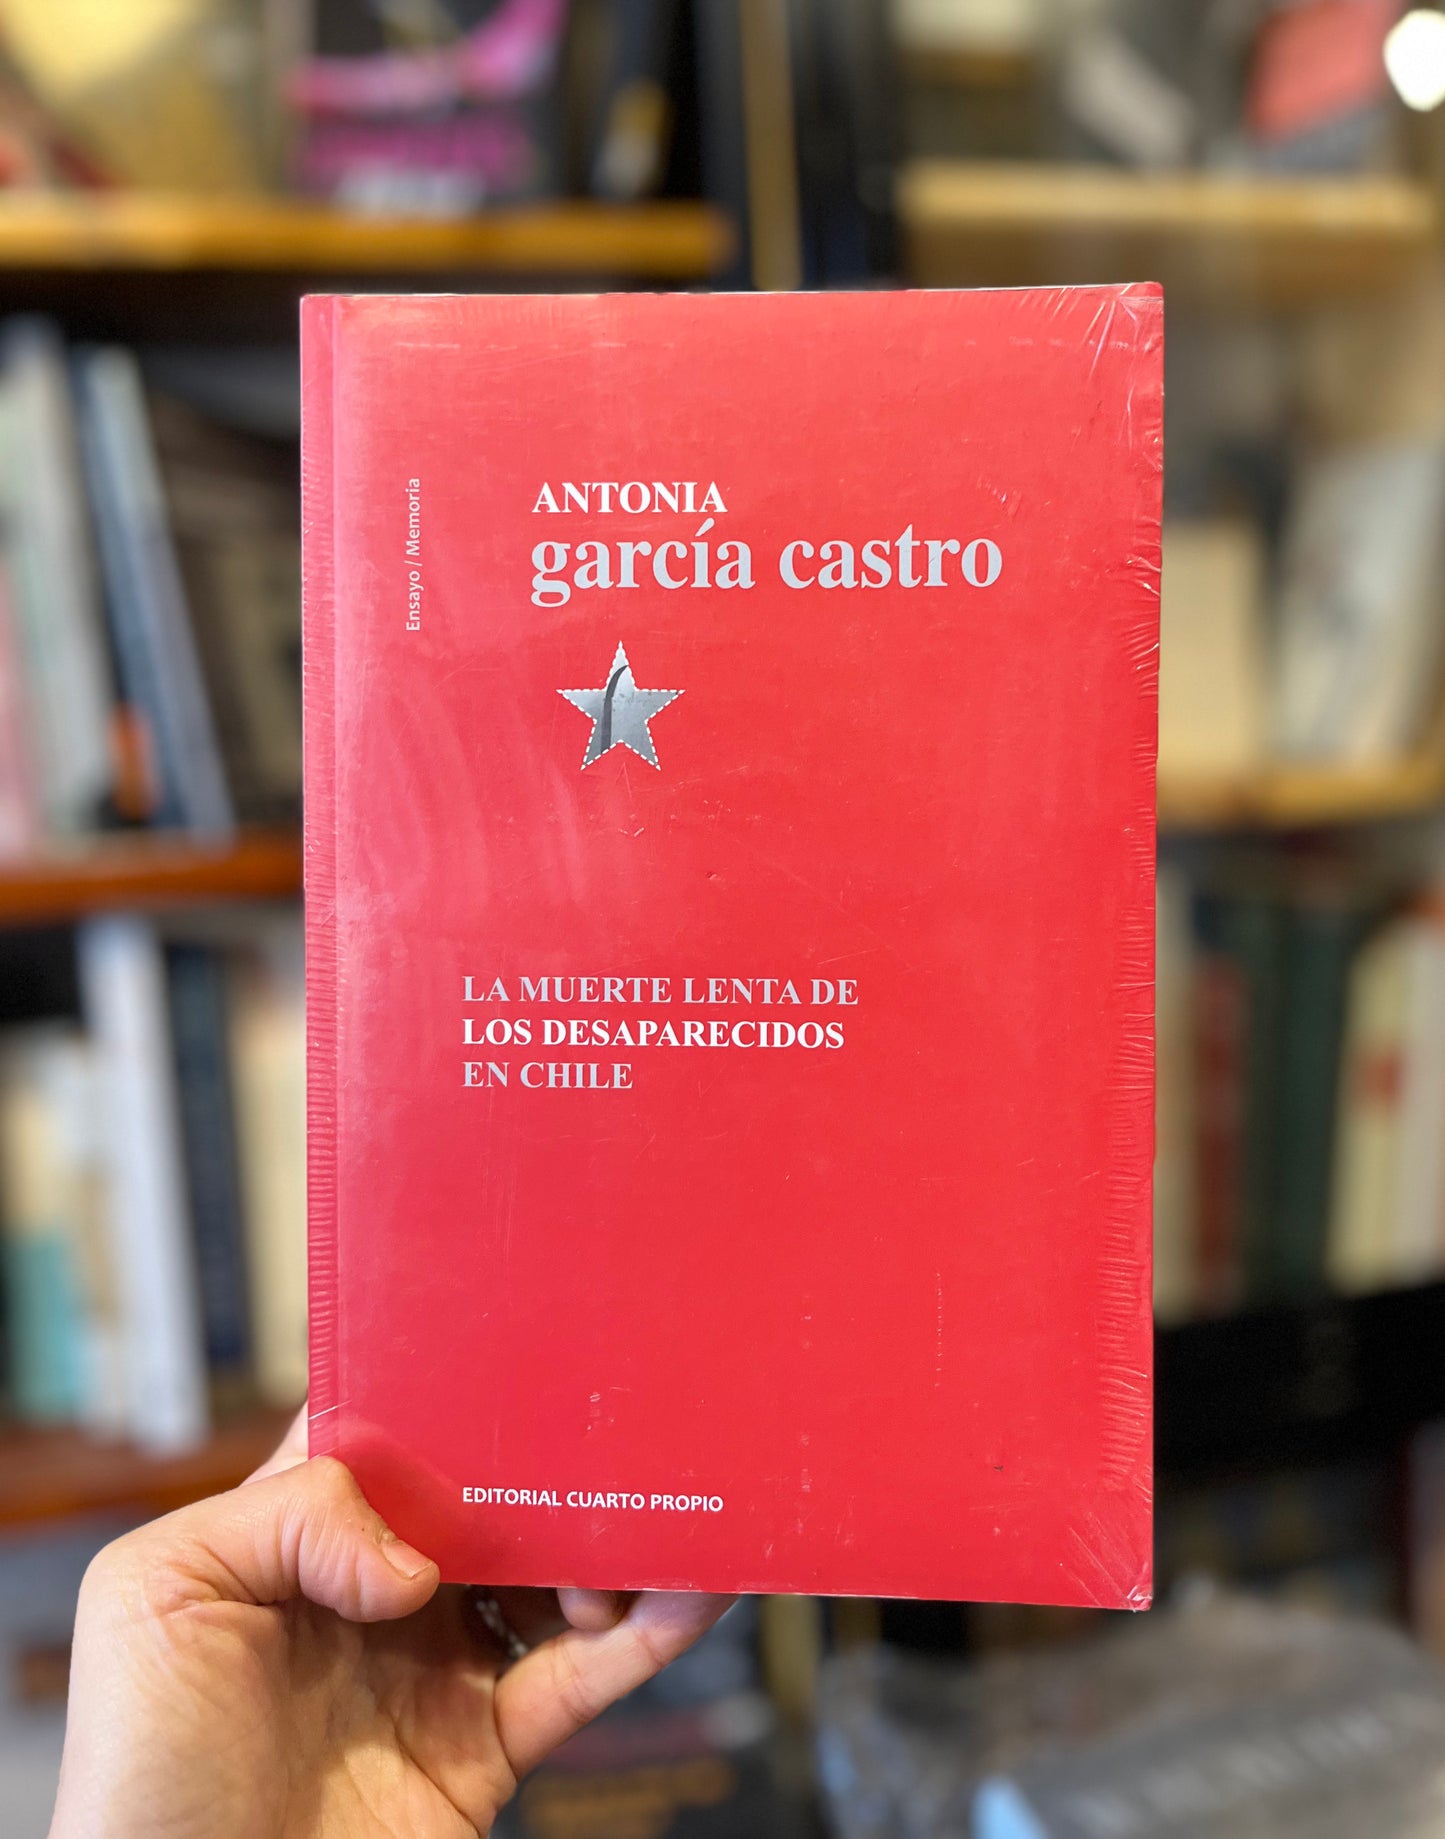 Ensayo / Memoria
ANTONIA
garcía castro
LA MUERTE LENTA DE
LOS DESAPARECIDOS
EN CHILE
EDITORIAL CUARTO PROPIO